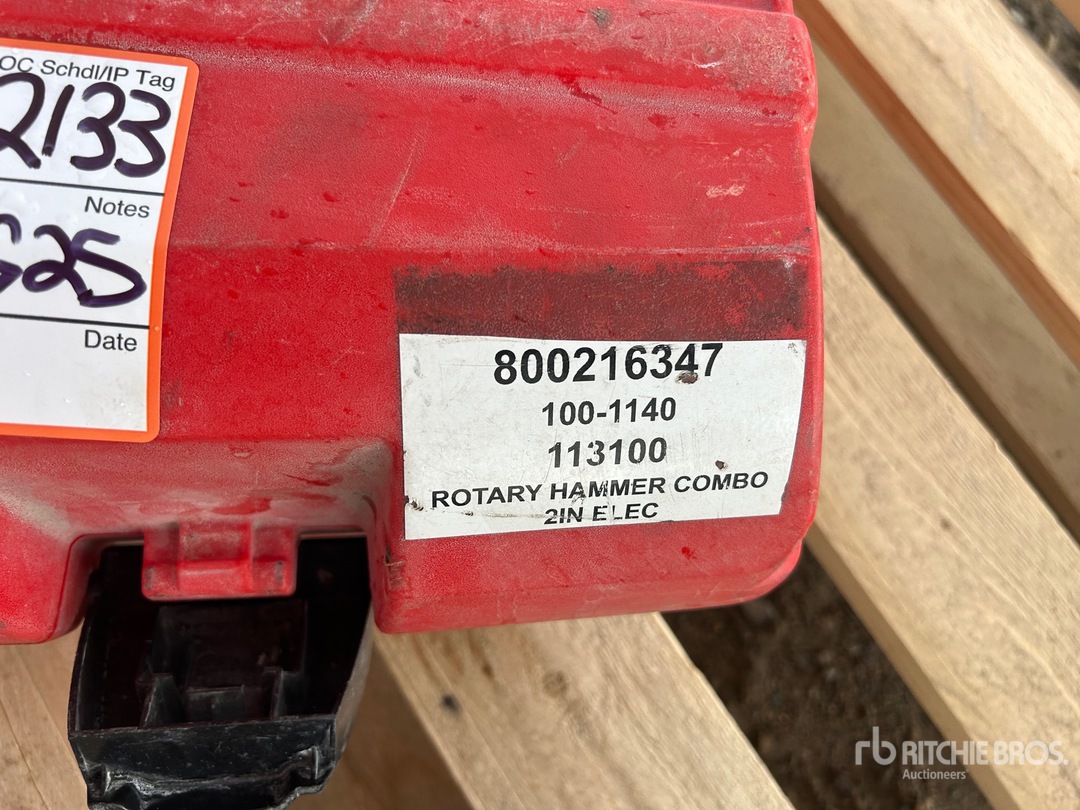 OC Schdl/IP Tag
2133
Notes
625
Date
800216347
100-1140
113100
ROTARY HAMMER COMBO
2IN ELEC
rb RITCHIE BROS.
Auctioneers